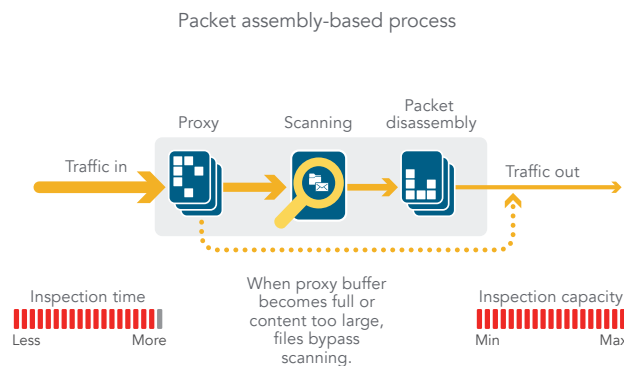 Packet assembly-based process
Proxy
Scanning
Packet
disassembly
Traffic in
Traffic out
When proxy buffer
becomes full or
content too large,
files bypass
scanning.
Inspection time
Less
More
Inspection capacity
Min
Max